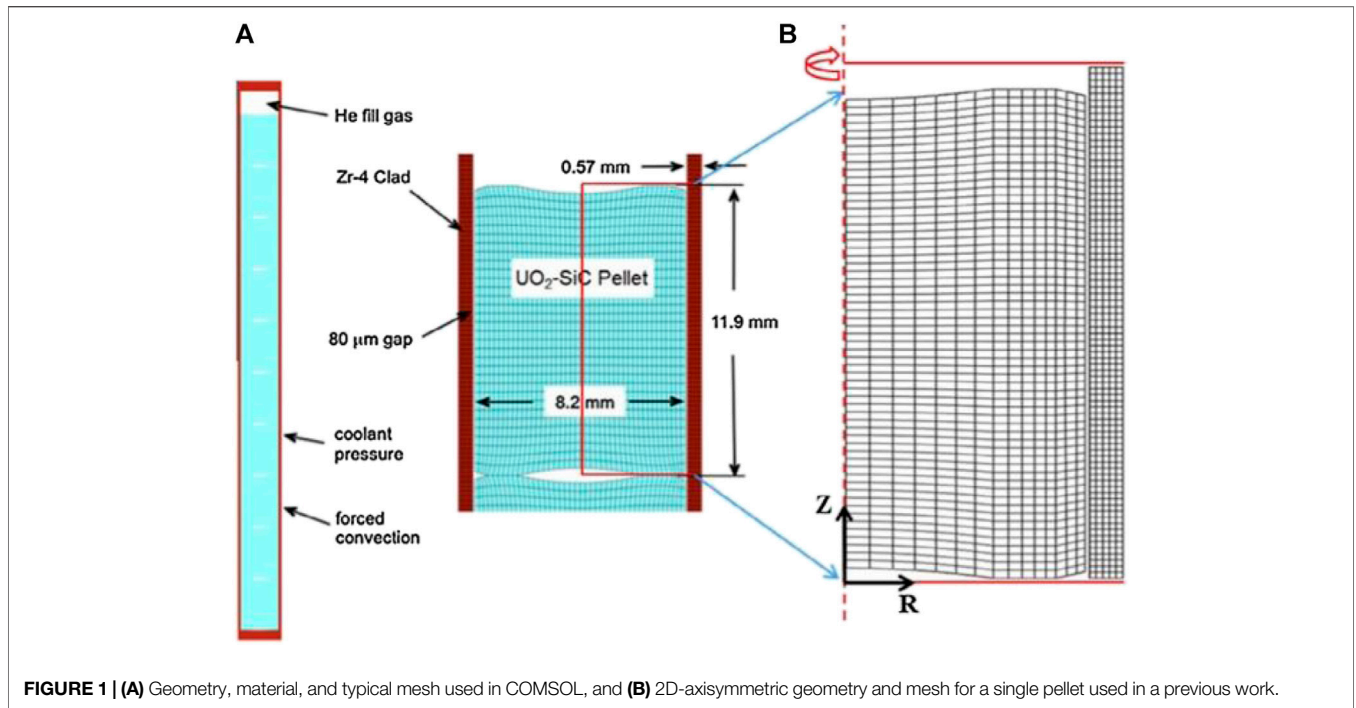 A
B
He fill gas
0.57 mm
Zr-4 Clad
UO₂-SiC Pellet
11.9 mm
80 μm gap
8.2 mm
coolant
pressure
forced
convection
Z
R
FIGURE 1 | (A) Geometry, material, and typical mesh used in COMSOL, and (B) 2D-axisymmetric geometry and mesh for a single pellet used in a previous work.